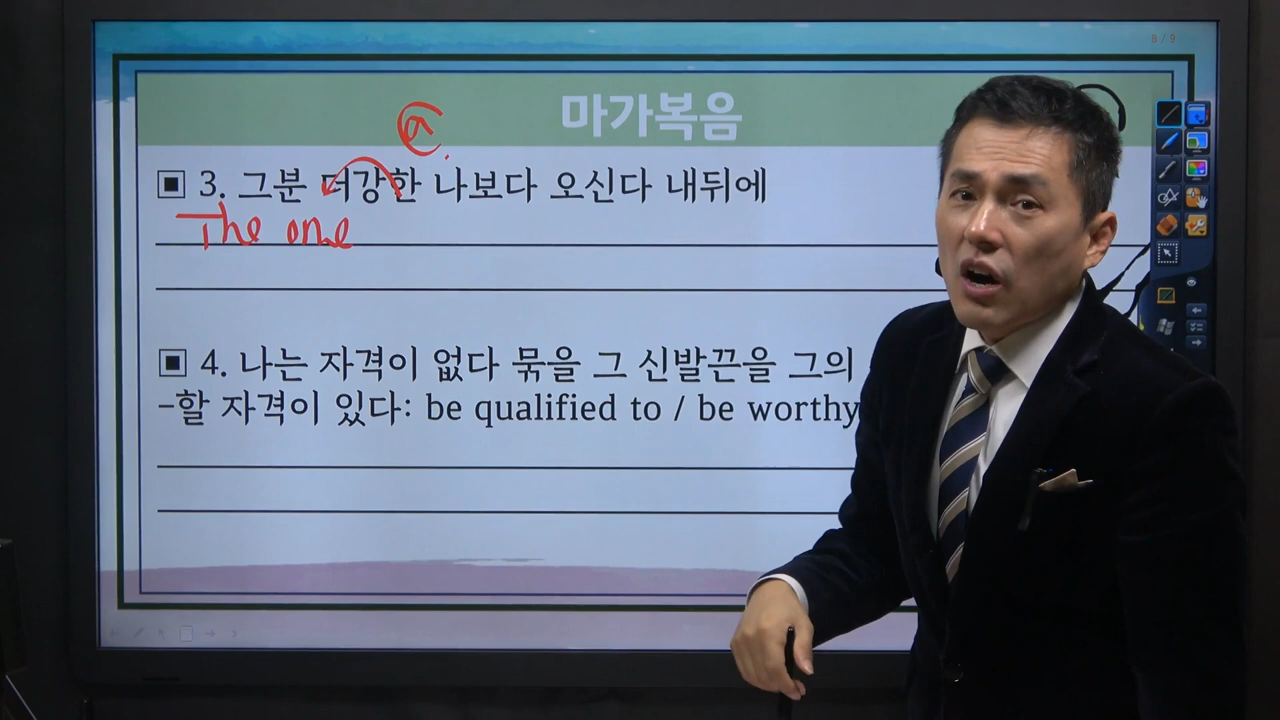 8 / 9
마가복음
ⓐ
▣ 3. 그분 더강한 나보다 오신다 내뒤에
The one
▣ 4. 나는 자격이 없다 묶을 그 신발끈을 그의
-할 자격이 있다: be qualified to / be worthy